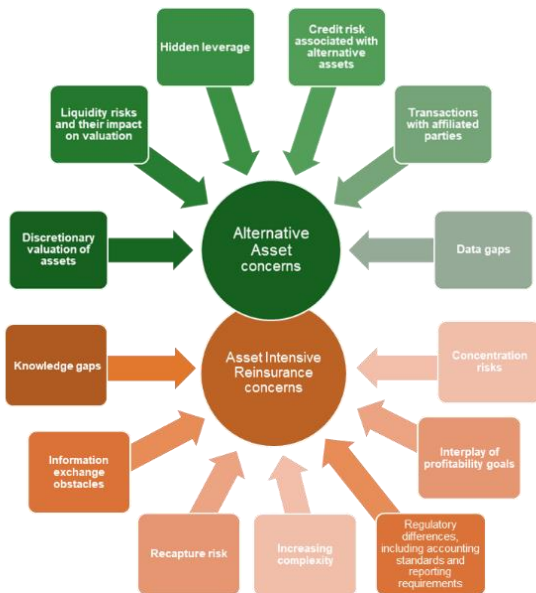 Hidden leverage
Credit risk
associated with
alternative
assets
Liquidity risks
and their impact
on valuation
Transactions
with affiliated
parties
Discretionary
valuation of
assets
Alternative
Asset
concerns
Data gaps
Knowledge gaps
Asset Intensive
Reinsurance
concerns
Concentration
risks
Information
exchange
obstacles
Interplay of
profitability goals
Recapture risk
Increasing
complexity
Regulatory
differences,
including accounting
standards and
reporting
requirements